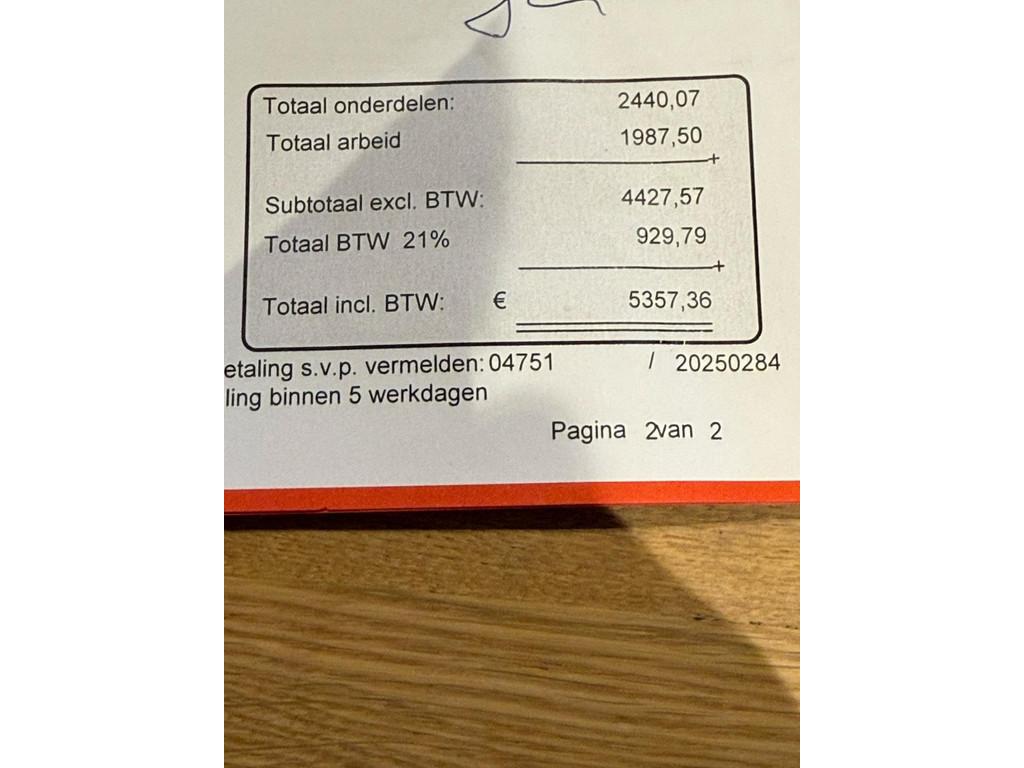 Totaal onderdelen: 2440,07
Totaal arbeid 1987,50
+
Subtotaal excl. BTW: 4427,57
Totaal BTW 21% 929,79
+
Totaal incl. BTW: € 5357,36
etaling s.v.p. vermelden: 04751 / 20250284
ling binnen 5 werkdagen
Pagina 2van 2